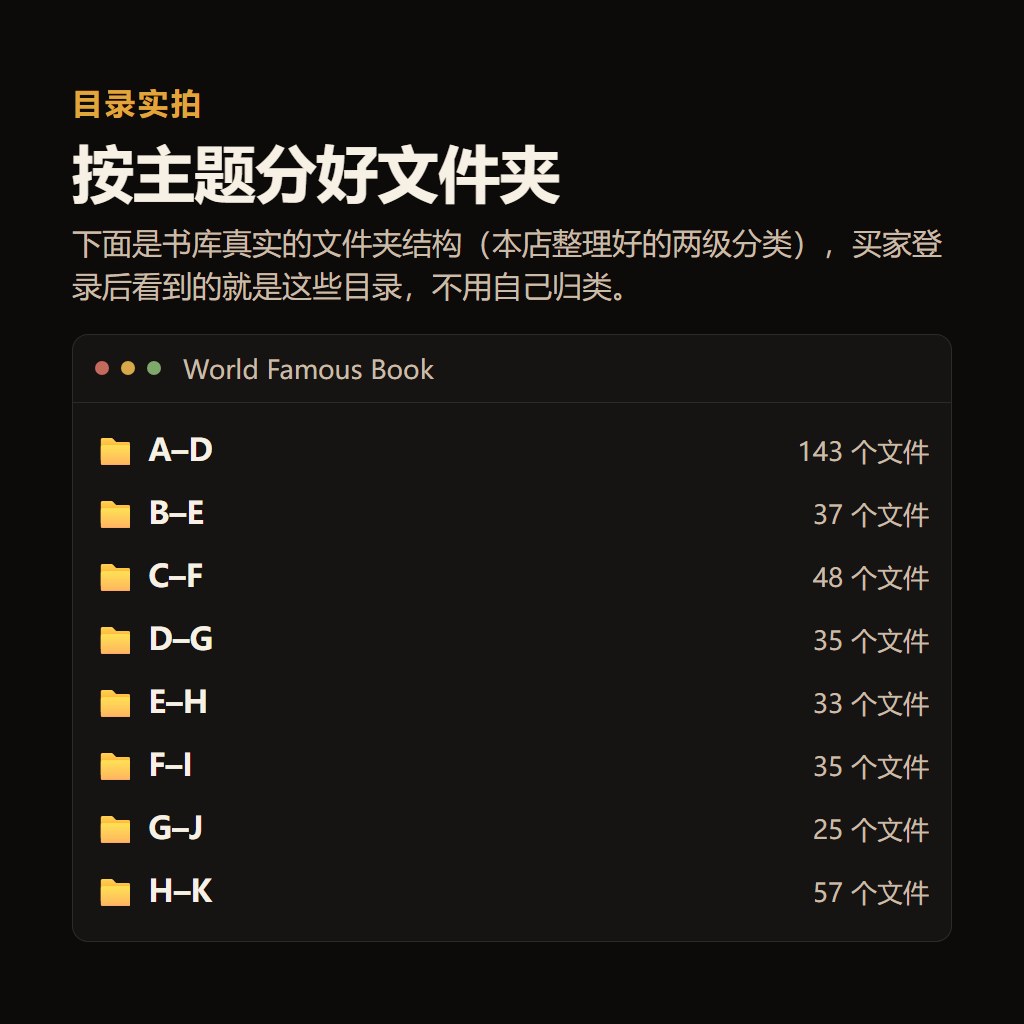 目录实拍
按主题分好文件夹
下面是书库真实的文件夹结构（本店整理好的两级分类），买家登
录后看到的就是这些目录，不用自己归类。
World Famous Book
A–D 143 个文件
B–E 37 个文件
C–F 48 个文件
D–G 35 个文件
E–H 33 个文件
F–I 35 个文件
G–J 25 个文件
H–K 57 个文件